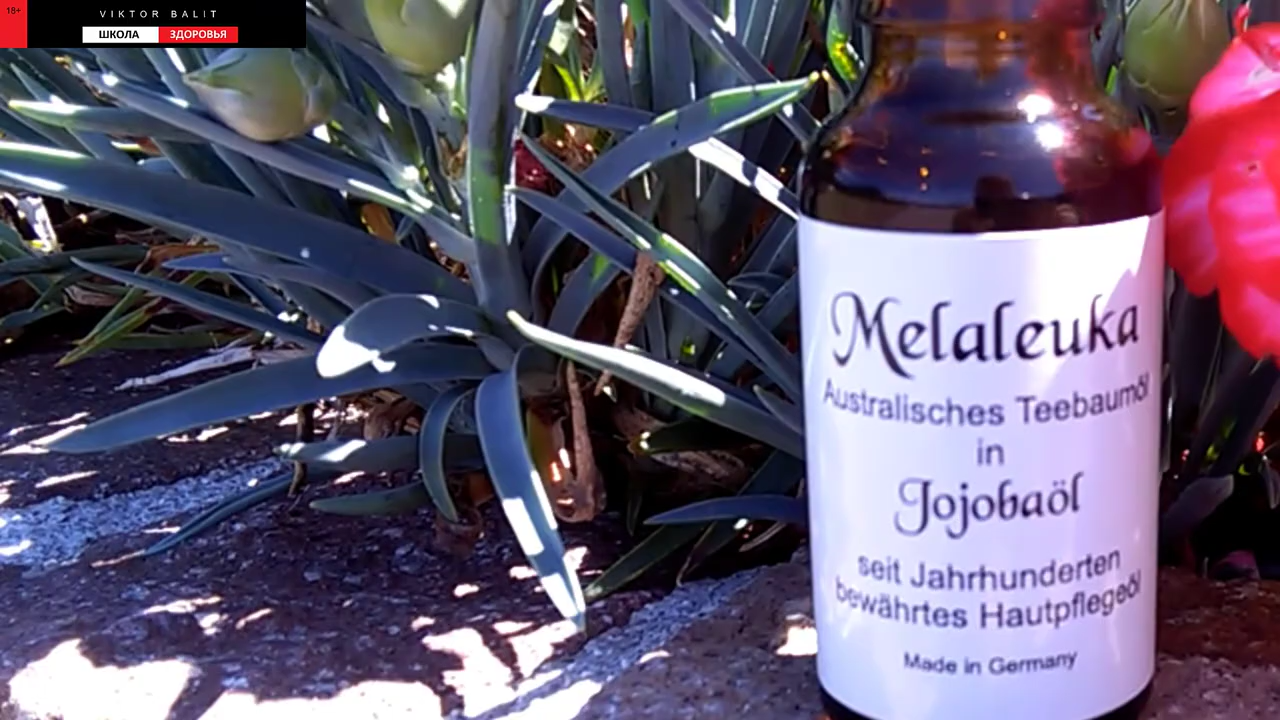 18+
VIKTOR BALIT
ШКОЛА ЗДОРОВЬЯ
Melaleuka
Australisches Teebaumöl
in
Jojobaöl
seit Jahrhunderten
bewährtes Hautpflegeöl
Made in Germany